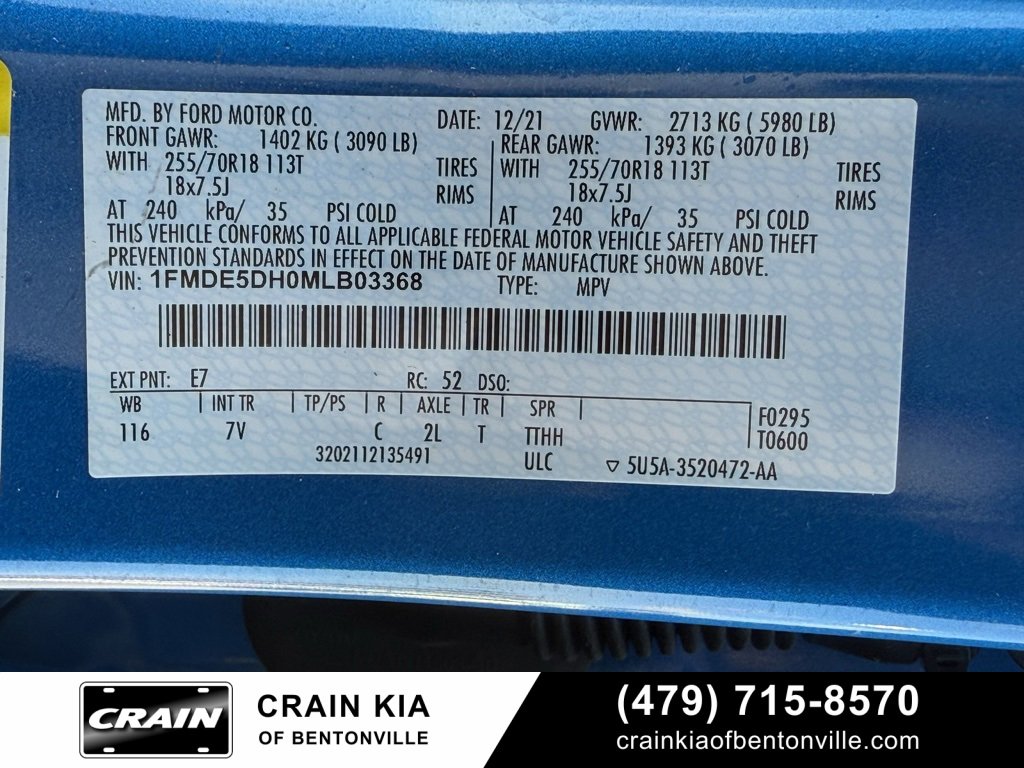 MFD. BY FORD MOTOR CO. DATE: 12/21 GVWR: 2713 KG ( 5980 LB)
FRONT GAWR: 1402 KG ( 3090 LB) REAR GAWR: 1393 KG ( 3070 LB)
WITH 255/70R18 113T TIRES WITH 255/70R18 113T TIRES
18x7.5J RIMS 18x7.5J RIMS
AT 240 kPa/ 35 PSI COLD AT 240 kPa/ 35 PSI COLD
THIS VEHICLE CONFORMS TO ALL APPLICABLE FEDERAL MOTOR VEHICLE SAFETY AND THEFT
PREVENTION STANDARDS IN EFFECT ON THE DATE OF MANUFACTURE SHOWN ABOVE.
VIN: 1FMDE5DH0MLB03368 TYPE: MPV
EXT PNT: E7 RC: 52 DSO:
WB | INT TR | TP/PS | R | AXLE | TR | SPR | F0295
116 7V C 2L T TTHH T0600
3202112135491 ULC ▽ 5U5A-3520472-AA
CRAIN
CRAIN KIA
OF BENTONVILLE
(479) 715-8570
crainkiaofbentonville.com